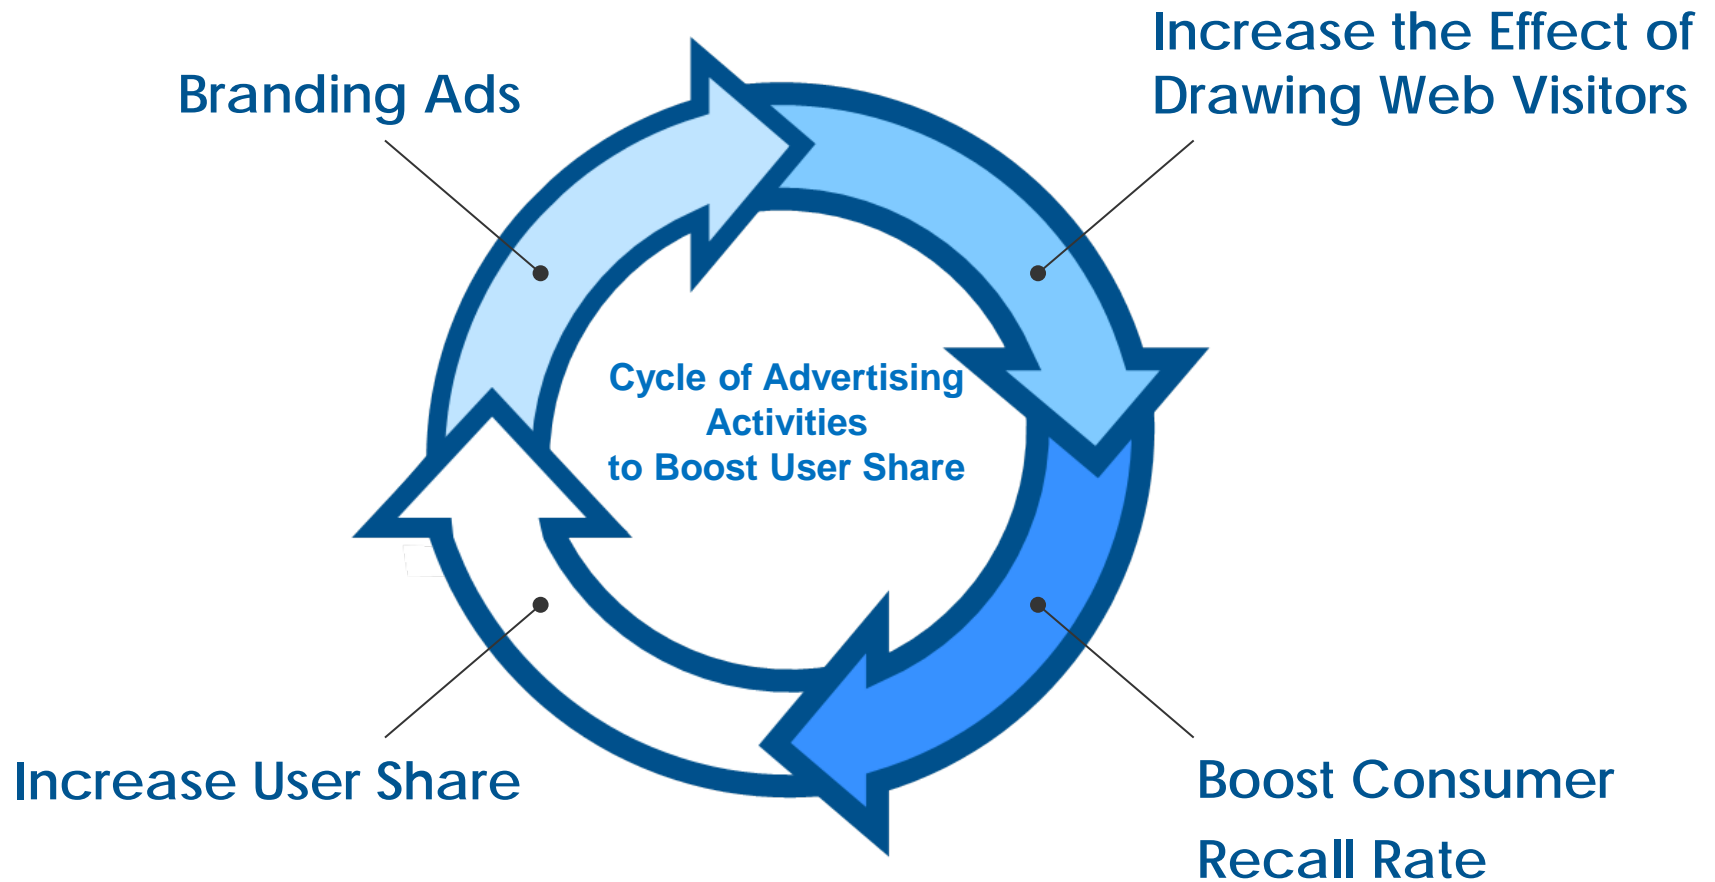 Branding Ads
Increase the Effect of
Drawing Web Visitors
Cycle of Advertising
Activities
to Boost User Share
Increase User Share
Boost Consumer
Recall Rate